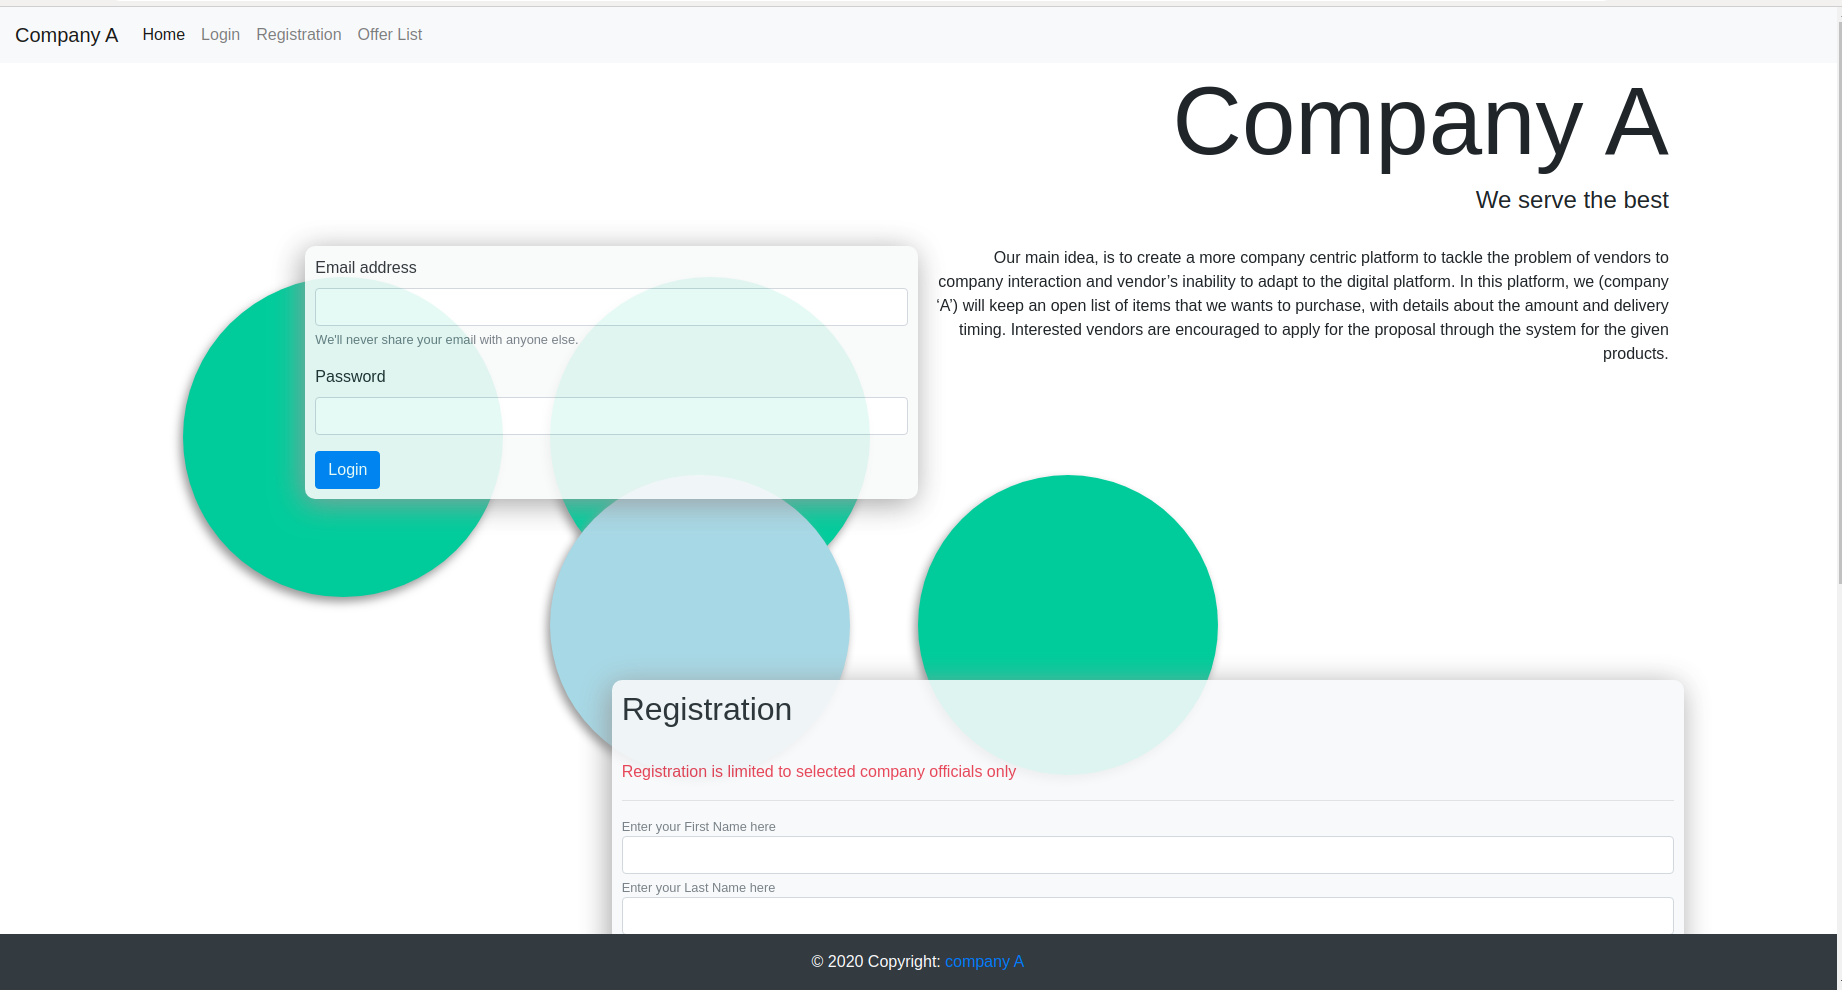 Company A Home Login Registration Offer List
Company A
We serve the best
Our main idea, is to create a more company centric platform to tackle the problem of vendors to
company interaction and vendor’s inability to adapt to the digital platform. In this platform, we (company
‘A’) will keep an open list of items that we wants to purchase, with details about the amount and delivery
timing. Interested vendors are encouraged to apply for the proposal through the system for the given
products.
Email address
We'll never share your email with anyone else.
Password
Login
Registration
Registration is limited to selected company officials only
Enter your First Name here
Enter your Last Name here
© 2020 Copyright: company A